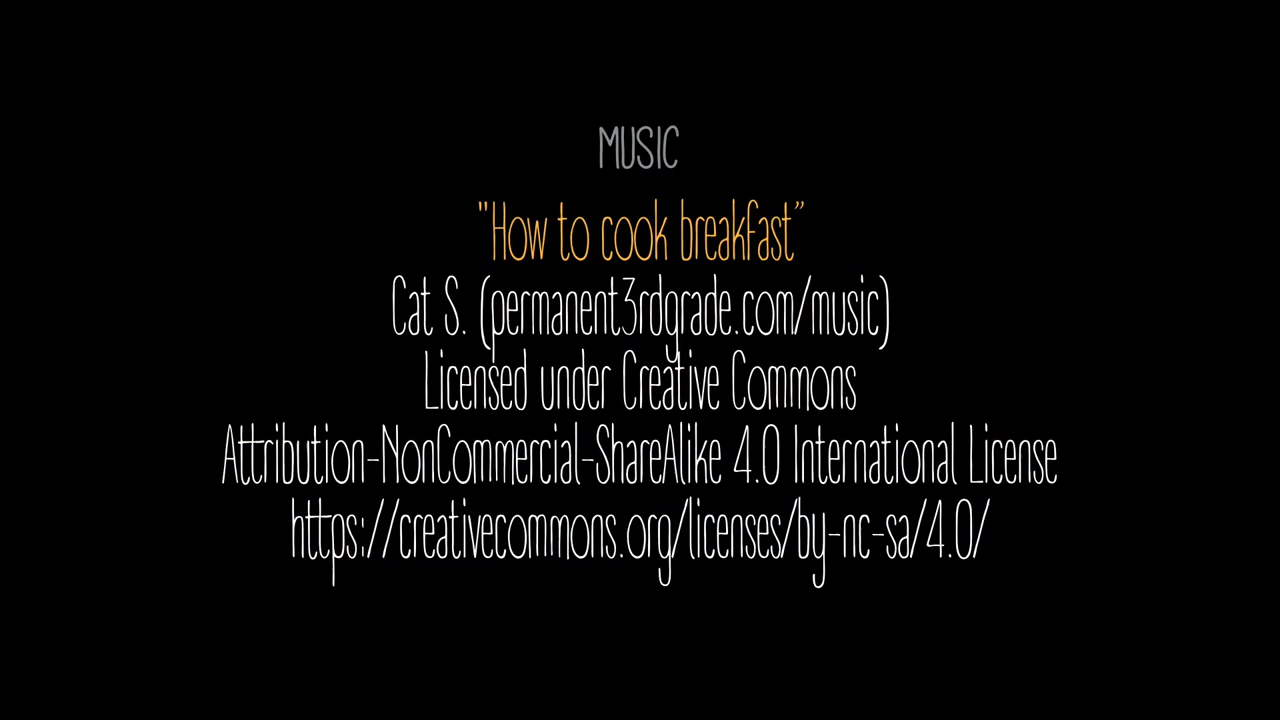 MUSIC
"How to cook breakfast”
Cat S. (permanent3rdgrade.com/music)
Licensed under Creative Commons
Attribution-NonCommercial-ShareAlike 4.0 International License
https://creativecommons.org/licenses/by-nc-sa/4.0/